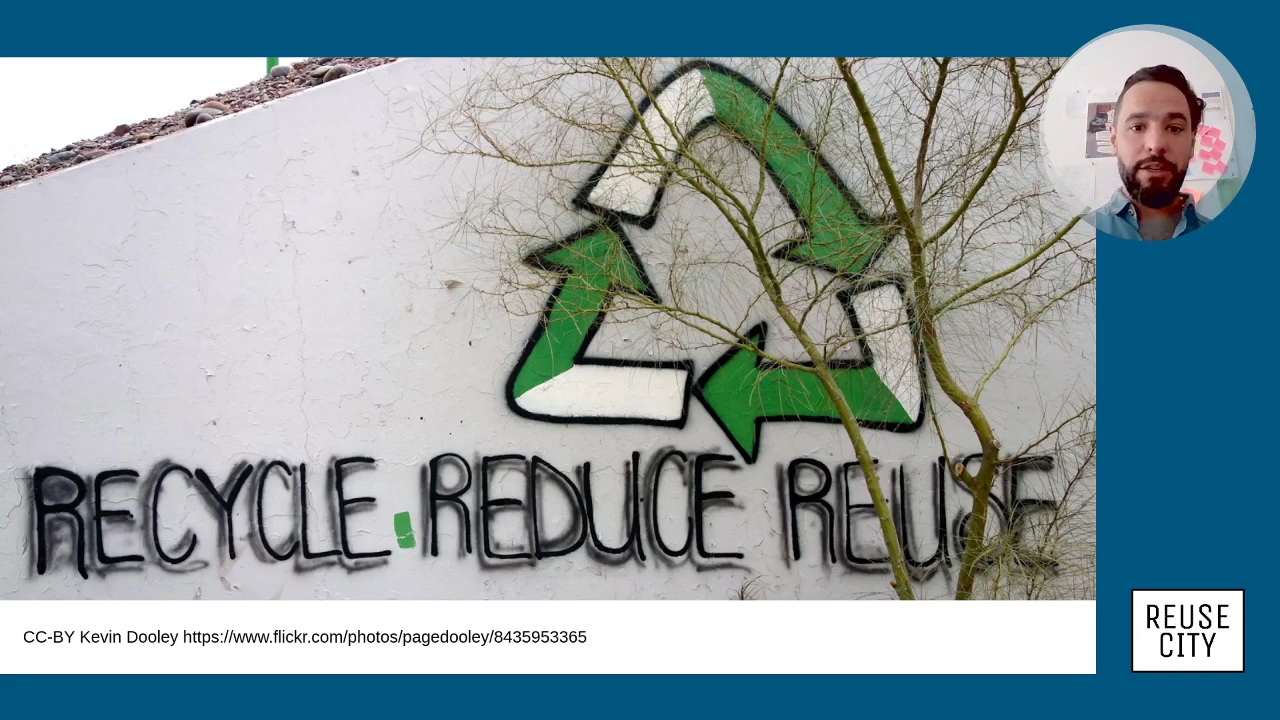 RECYCLE REDUCE REUSE
CC-BY Kevin Dooley https://www.flickr.com/photos/pagedooley/8435953365
REUSE
CITY